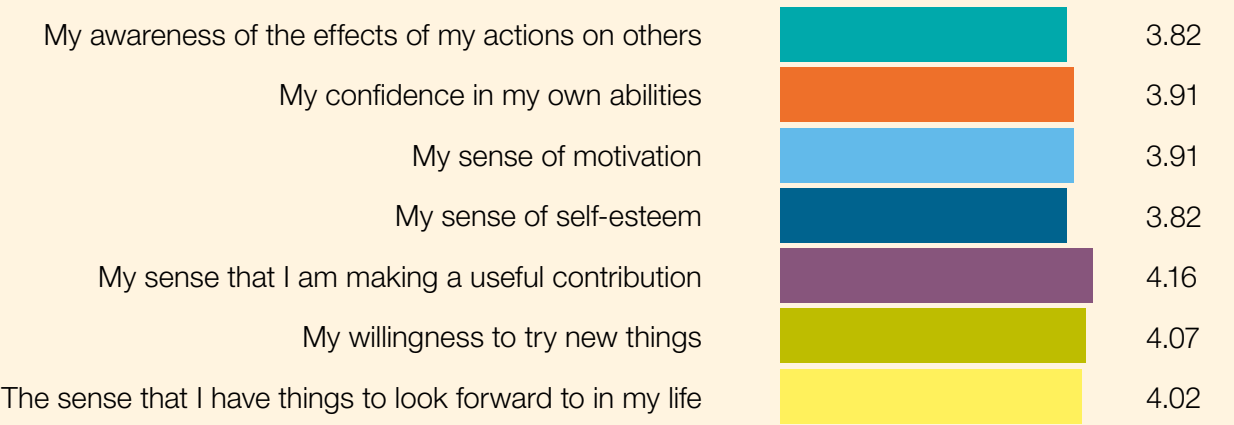 My awareness of the effects of my actions on others 3.82
My confidence in my own abilities 3.91
My sense of motivation 3.91
My sense of self-esteem 3.82
My sense that I am making a useful contribution 4.16
My willingness to try new things 4.07
The sense that I have things to look forward to in my life 4.02